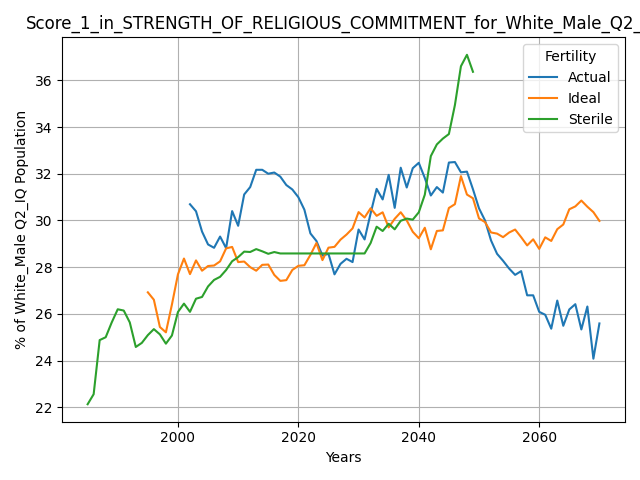 Score_1_in_STRENGTH_OF_RELIGIOUS_COMMITMENT_for_White_Male_Q2_
Fertility
Actual
Ideal
Sterile
% of White_Male Q2_IQ Population
36
34
32
30
28
26
24
22
2000 2020 2040 2060
Years